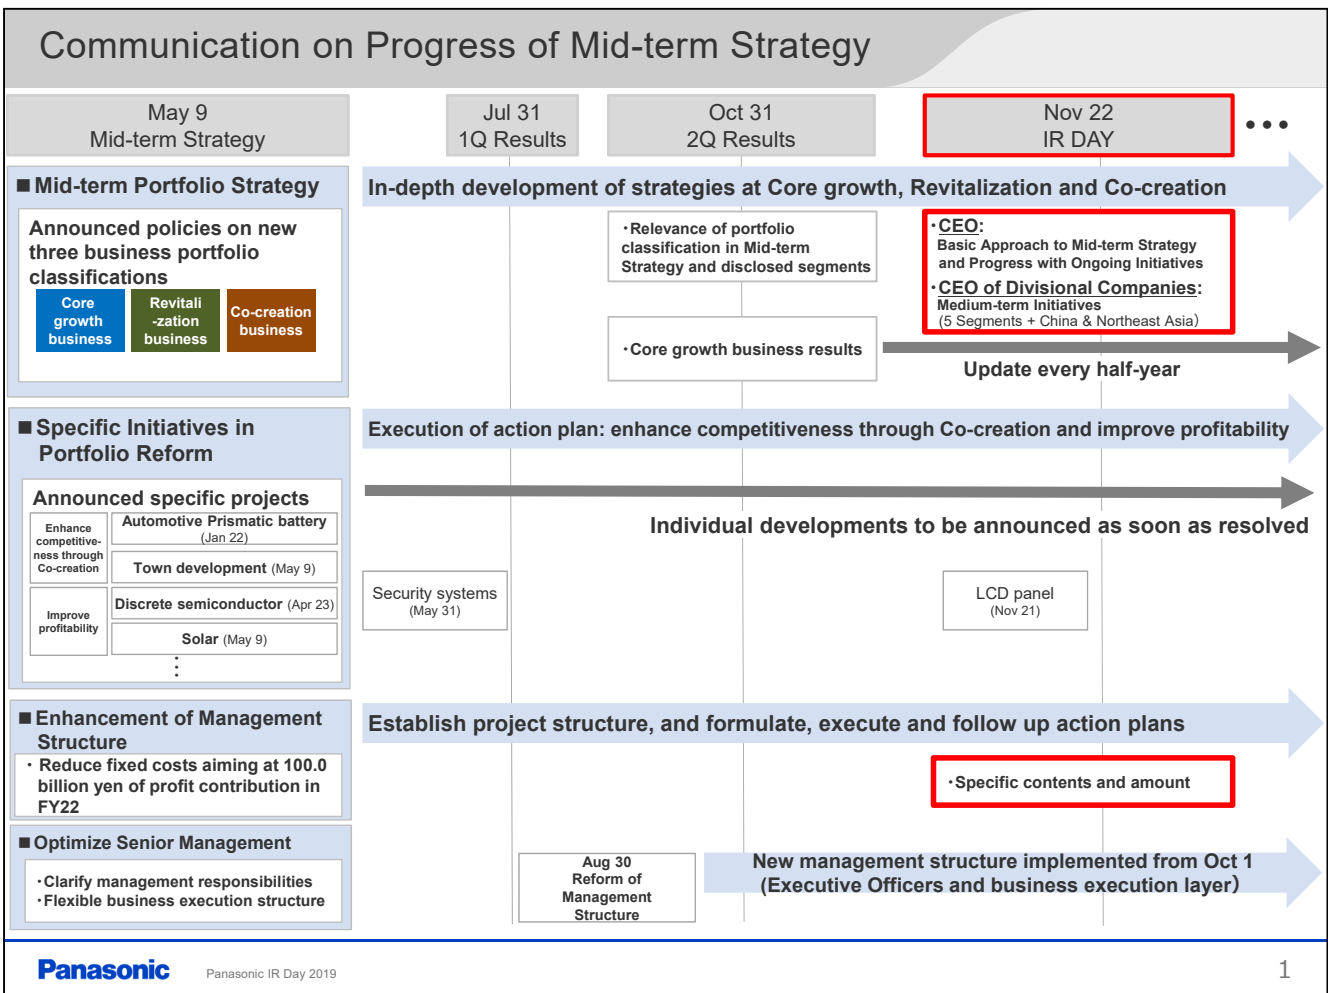 Communication on Progress of Mid-term Strategy
May 9
Mid-term Strategy
Jul 31
1Q Results
Oct 31
2Q Results
Nov 22
IR DAY
•••
■ Mid-term Portfolio Strategy
Announced policies on new
three business portfolio
classifications
Core
growth
business
Revitali
-zation
business
Co-creation
business
In-depth development of strategies at Core growth, Revitalization and Co-creation
・Relevance of portfolio
classification in Mid-term
Strategy and disclosed segments
・Core growth business results
・CEO:
Basic Approach to Mid-term Strategy
and Progress with Ongoing Initiatives
・CEO of Divisional Companies:
Medium-term Initiatives
(5 Segments + China & Northeast Asia）
Update every half-year
■ Specific Initiatives in
Portfolio Reform
Announced specific projects
Enhance
competitive-
ness through
Co-creation
Automotive Prismatic battery
(Jan 22)
Town development (May 9)
Improve
profitability
Discrete semiconductor (Apr 23)
Solar (May 9)
⋮
Execution of action plan: enhance competitiveness through Co-creation and improve profitability
Individual developments to be announced as soon as resolved
Security systems
(May 31)
LCD panel
(Nov 21)
■ Enhancement of Management
Structure
・ Reduce fixed costs aiming at 100.0
billion yen of profit contribution in
FY22
Establish project structure, and formulate, execute and follow up action plans
・Specific contents and amount
■ Optimize Senior Management
・Clarify management responsibilities
・Flexible business execution structure
Aug 30
Reform of
Management
Structure
New management structure implemented from Oct 1
(Executive Officers and business execution layer）
Panasonic
Panasonic IR Day 2019
1